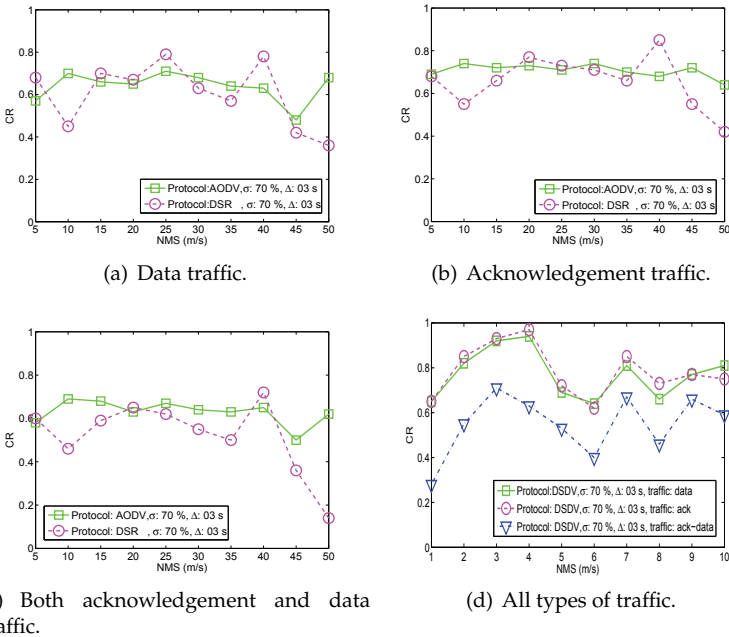 1
0.8
0.6
0.4
0.2
0
CR
5 10 15 20 25 30 35 40 45 50
NMS (m/s)
Protocol:AODV,σ: 70 %, Δ: 03 s
Protocol:DSR , σ: 70 %, Δ: 03 s
(a) Data traffic.
1
0.8
0.6
0.4
0.2
0
CR
5 10 15 20 25 30 35 40 45 50
NMS (m/s)
Protocol:AODV,σ: 70 %, Δ: 03 s
Protocol: DSR , σ: 70 %, Δ: 03 s
(b) Acknowledgement traffic.
1
0.8
0.6
0.4
0.2
0
CR
5 10 15 20 25 30 35 40 45 50
NMS (m/s)
Protocol: AODV,σ: 70 %, Δ: 03 s
Protocol: DSR , σ: 70 %, Δ: 03 s
) Both acknowledgement and data
affic.
1
0.8
0.6
0.4
0.2
0
CR
1 2 3 4 5 6 7 8 9 10
NMS (m/s)
Protocol:DSDV,σ: 70 %, Δ: 03 s, traffic: data
Protocol: DSDV,σ: 70 %, Δ: 03 s, traffic: ack
Protocol: DSDV,σ: 70 %, Δ: 03 s, traffic: ack-data
(d) All types of traffic.